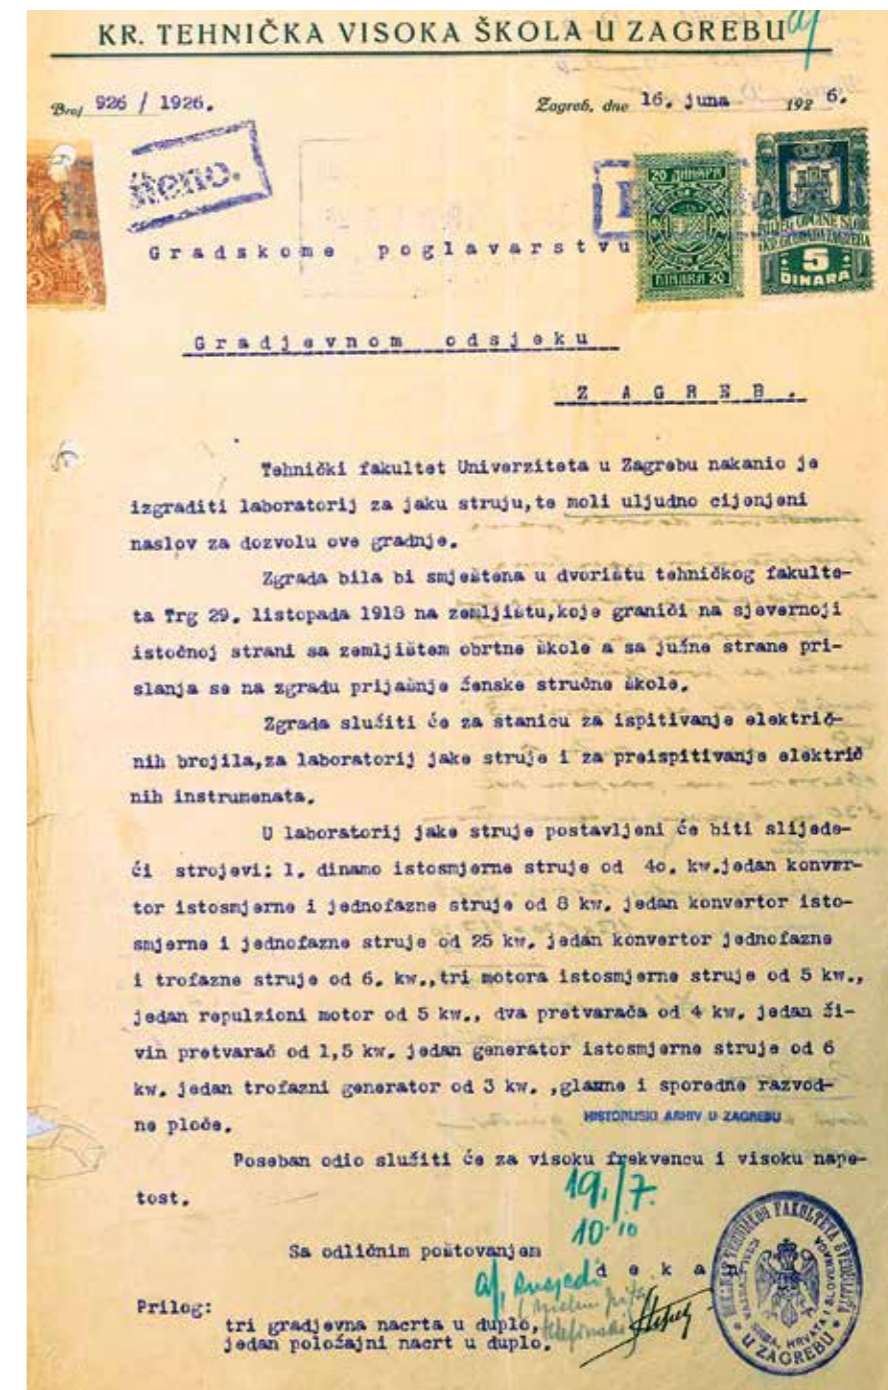 KR. TEHNIČKA VISOKA ŠKOLA U ZAGREBU
Broj 926 / 1926.
Zagreb, dne 16. juna 1926.
šteno.
20 ДИНАРА
DINARA 20
5
DINARA
Gradskome poglavarstvu
Gradjevnom odsjeku
ZAGREB.
Tehnički fakultet Univerziteta u Zagrebu nakanio je
izgraditi laboratorij za jaku struju,te moli uljudno cijenjeni
naslov za dozvolu ove gradnje.
Zgrada bila bi smještena u dvorištu tehničkog fakulte-
ta Trg 29. listopada 1918 na zemljištu,koje graniči na sjevernoji
istočnoj strani sa zemljištem obrtne škole a sa južne strane pri-
slanja se na zgradu prijašnje ženske stručne škole.
Zgrada služiti će za stanicu za ispitivanje električ-
nih brojila,za laboratorij jake struje i za preispitivanje električ
nih instrumenata.
U laboratorij jake struje postavljeni će biti slijede-
ći strojevi; 1. dinamo istosmjerne struje od 4o. kw.jedan konver-
tor istosmjerne i jednofazne struje od 8 kw. jedan konvertor isto-
smjerne i jednofazne struje od 25 kw. jedan konvertor jednofazne
i trofazne struje od 6. kw.,tri motora istosmjerne struje od 5 kw.,
jedan repulzioni motor od 5 kw., dva pretvarača od 4 kw. jedan ži-
vin pretvarač od 1,5 kw. jedan generator istosmjerne struje od 6
kw. jedan trofazni generator od 3 kw. ,glavne i sporedne razvod-
ne ploče.
HISTORIJSKI ARHIV U ZAGREBU
Poseban odio služiti će za visoku frekvencu i visoku nape-
tost.
19./7.
10 10
Sa odličnim poštovanjem
dekan
Prilog:
tri gradjevna nacrta u duplo,
jedan položajni nacrt u duplo.
U ZAGREBU